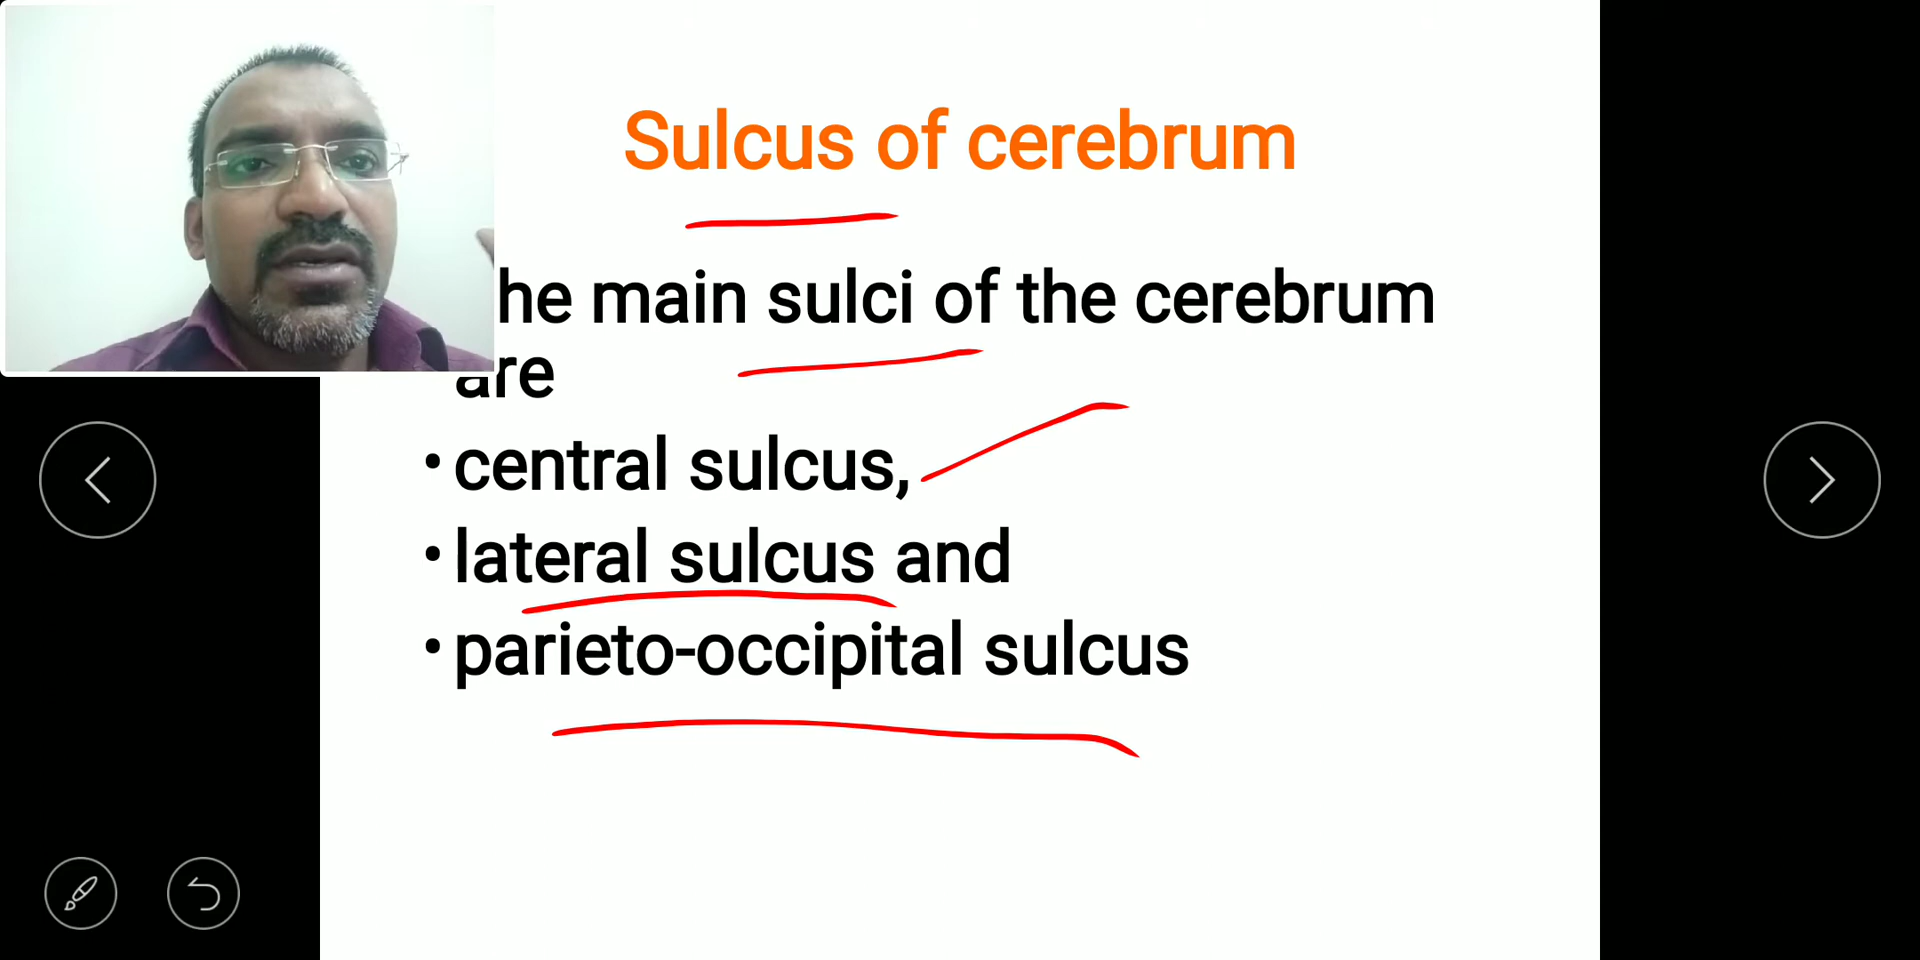 Sulcus of cerebrum
he main sulci of the cerebrum
are
• central sulcus,
• lateral sulcus and
• parieto-occipital sulcus